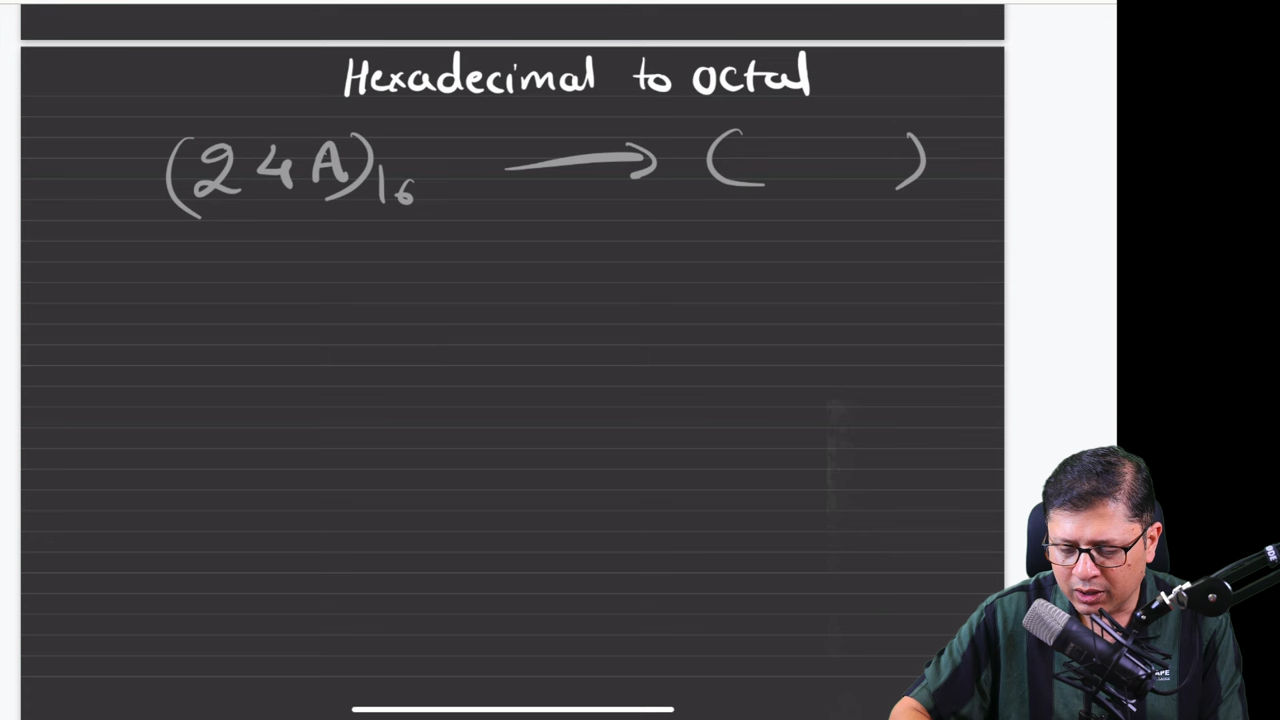 Hexadecimal to octal
(24A)16 → ( )